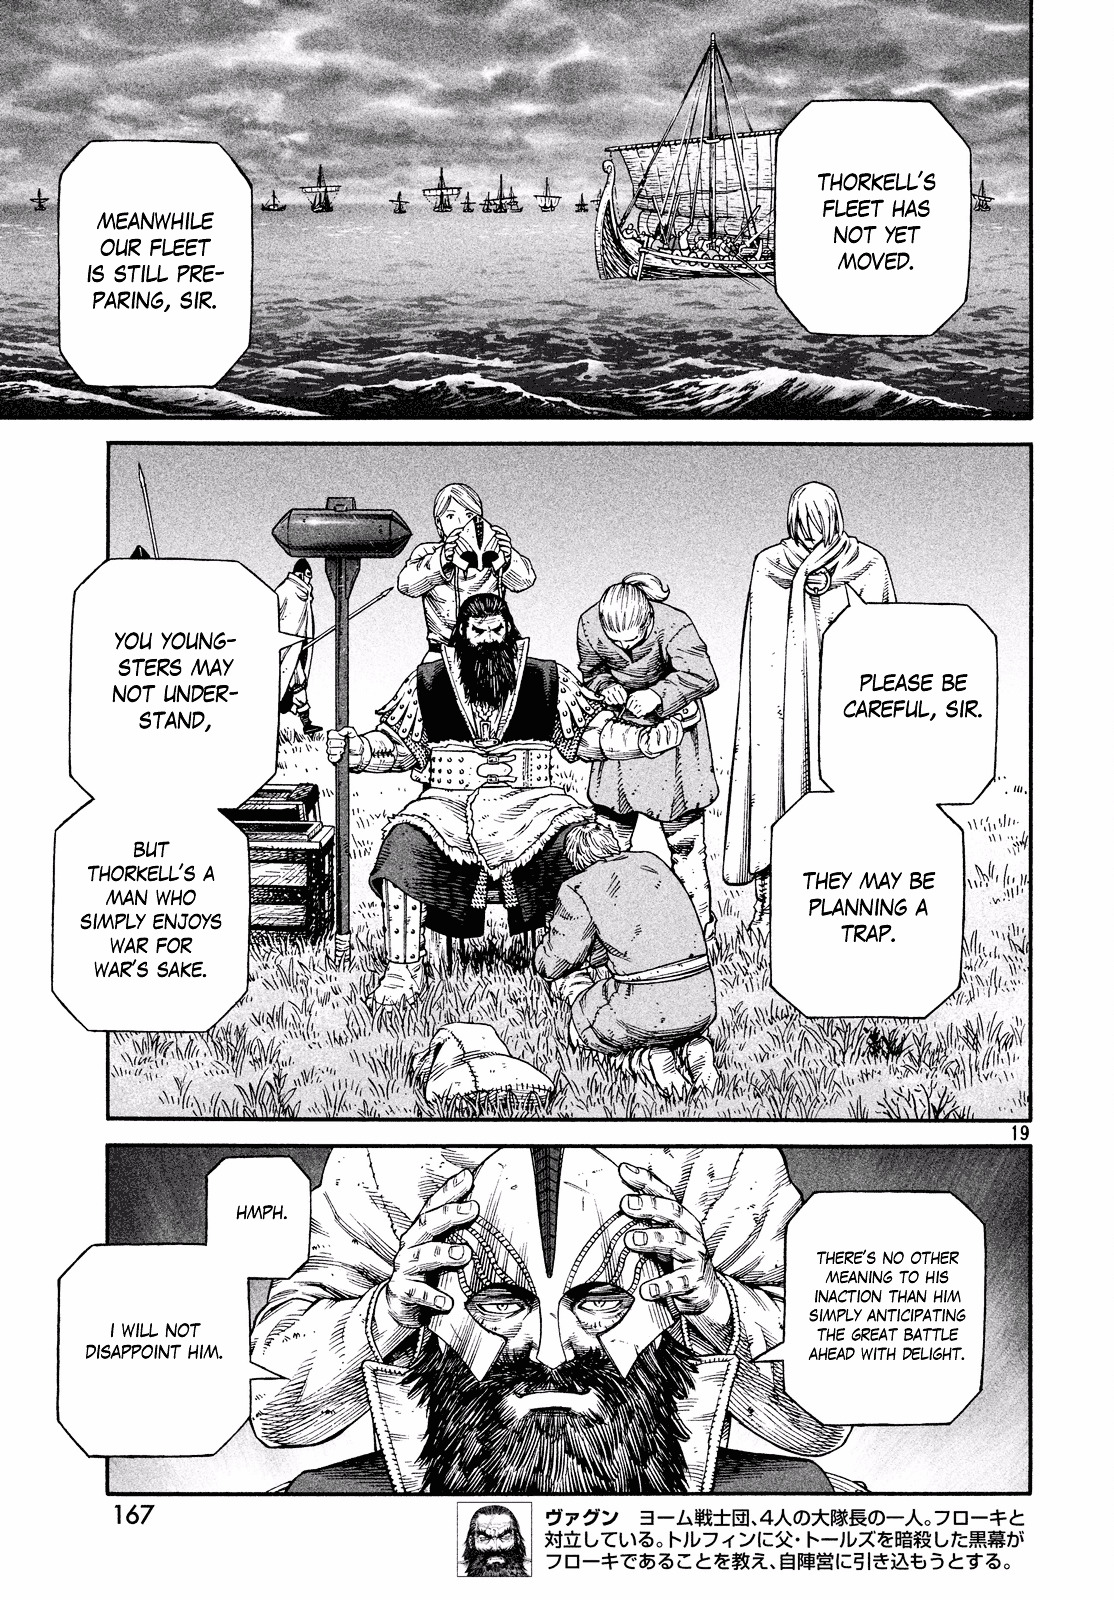 THORKELL'S
FLEET HAS
NOT YET
MOVED.
MEANWHILE
OUR FLEET
IS STILL PRE-
PARING, SIR.
PLEASE BE
CAREFUL, SIR.
THEY MAY BE
PLANNING A
TRAP.
YOU YOUNG-
STERS MAY
NOT UNDER-
STAND,
BUT
THORKELL'S A
MAN WHO
SIMPLY ENJOYS
WAR FOR
WAR'S SAKE.
19
THERE'S NO OTHER
MEANING TO HIS
INACTION THAN HIM
SIMPLY ANTICIPATING
THE GREAT BATTLE
AHEAD WITH DELIGHT.
HMPH.
I WILL NOT
DISAPPOINT HIM.
167
ヴァグン　ヨーム戦士団、4人の大隊長の一人。フローキと
対立している。トルフィンに父・トールズを暗殺した黒幕が
フローキであることを教え、自陣営に引き込もうとする。